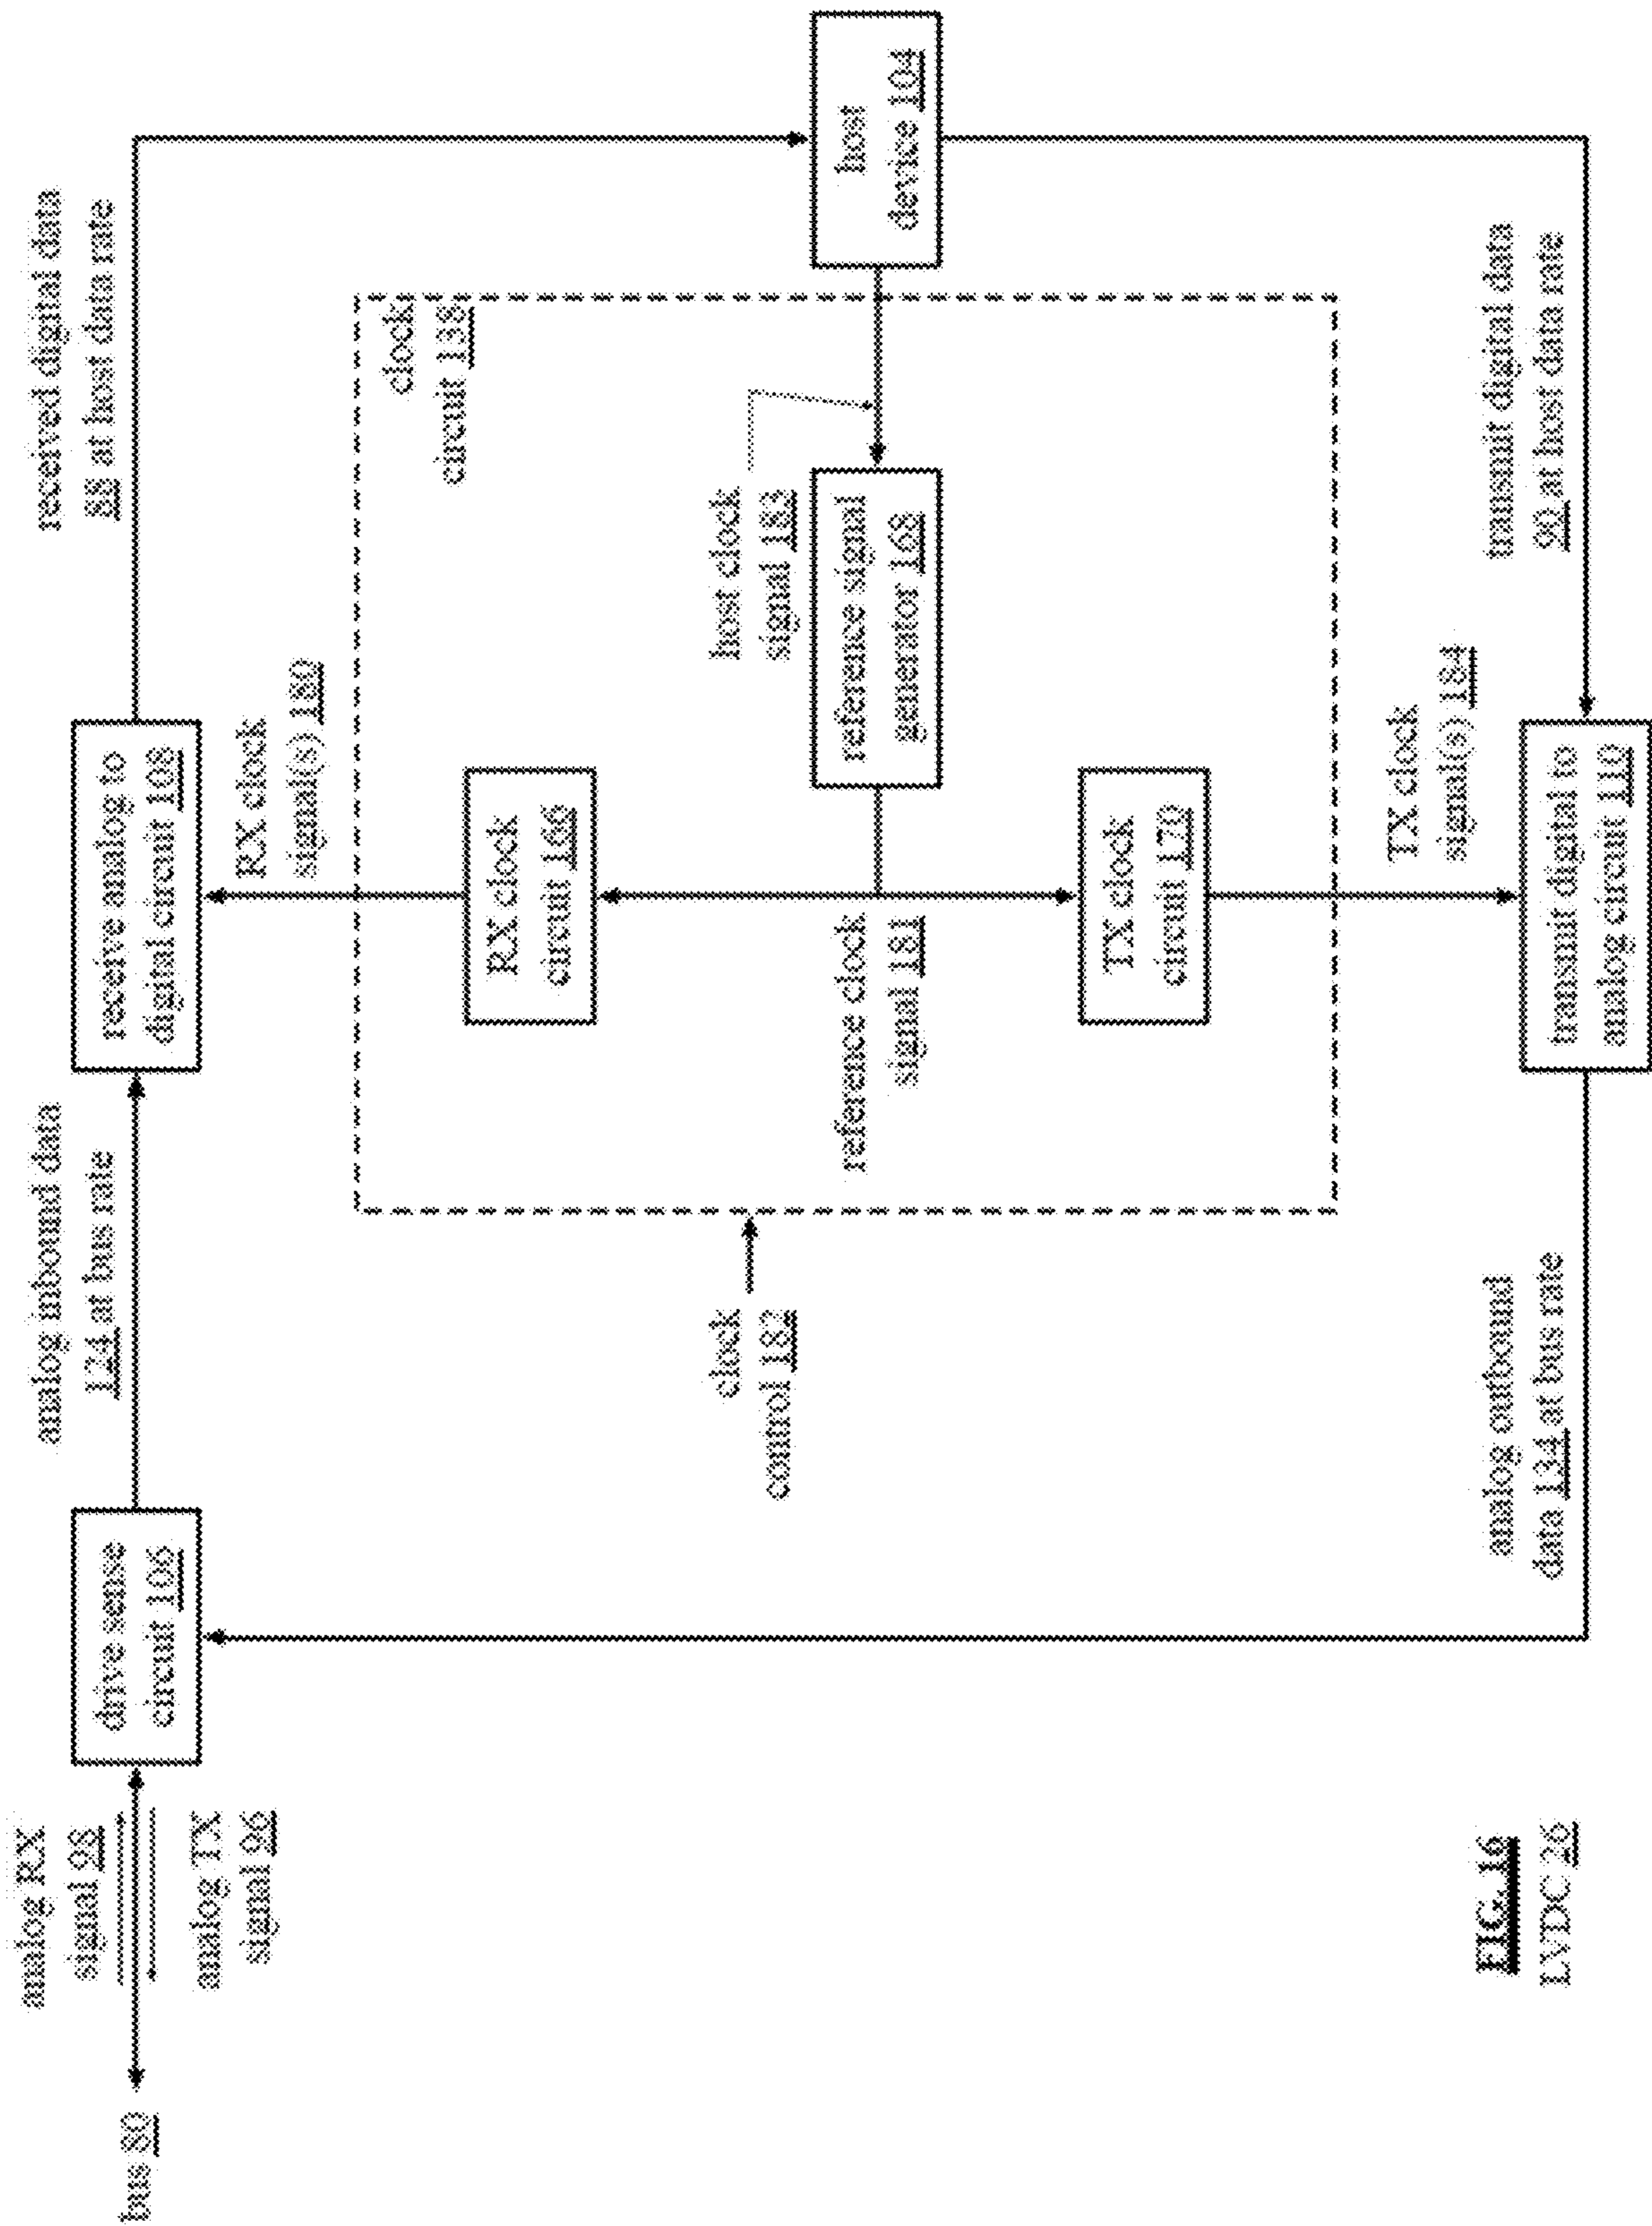 bus 80
analog RX
signal 98
analog TX
signal 96
drive sense
circuit 106
analog inbound data
124 at bus rate
receive analog to
digital circuit 108
received digital data
88 at host data rate
RX clock
signal(s) 180
clock
circuit 138
RX clock
circuit 166
clock
control 182
reference clock
signal 181
host clock
signal 183
reference signal
generator 168
host
device 104
TX clock
circuit 170
TX clock
signal(s) 184
analog outbound
data 134 at bus rate
transmit digital to
analog circuit 110
transmit digital data
90 at host data rate
FIG. 16
LVDC 26